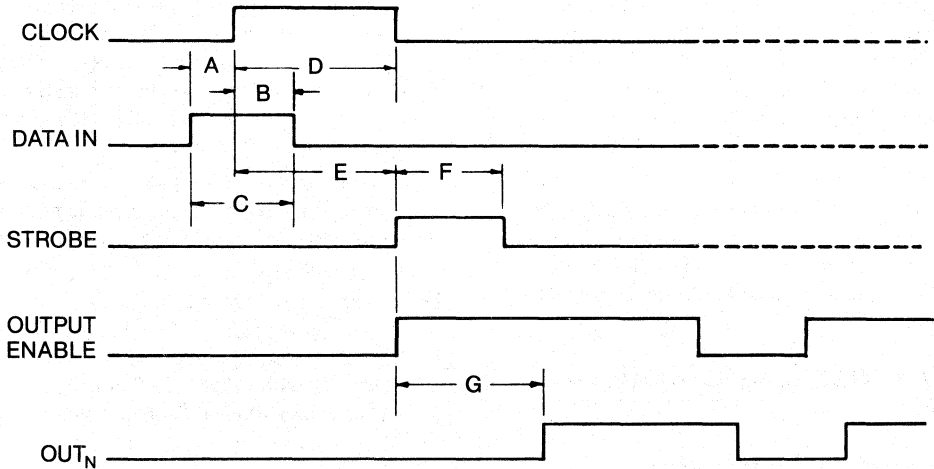 CLOCK
A
D
B
DATA IN
E
F
C
STROBE
OUTPUT
ENABLE
G
OUTN